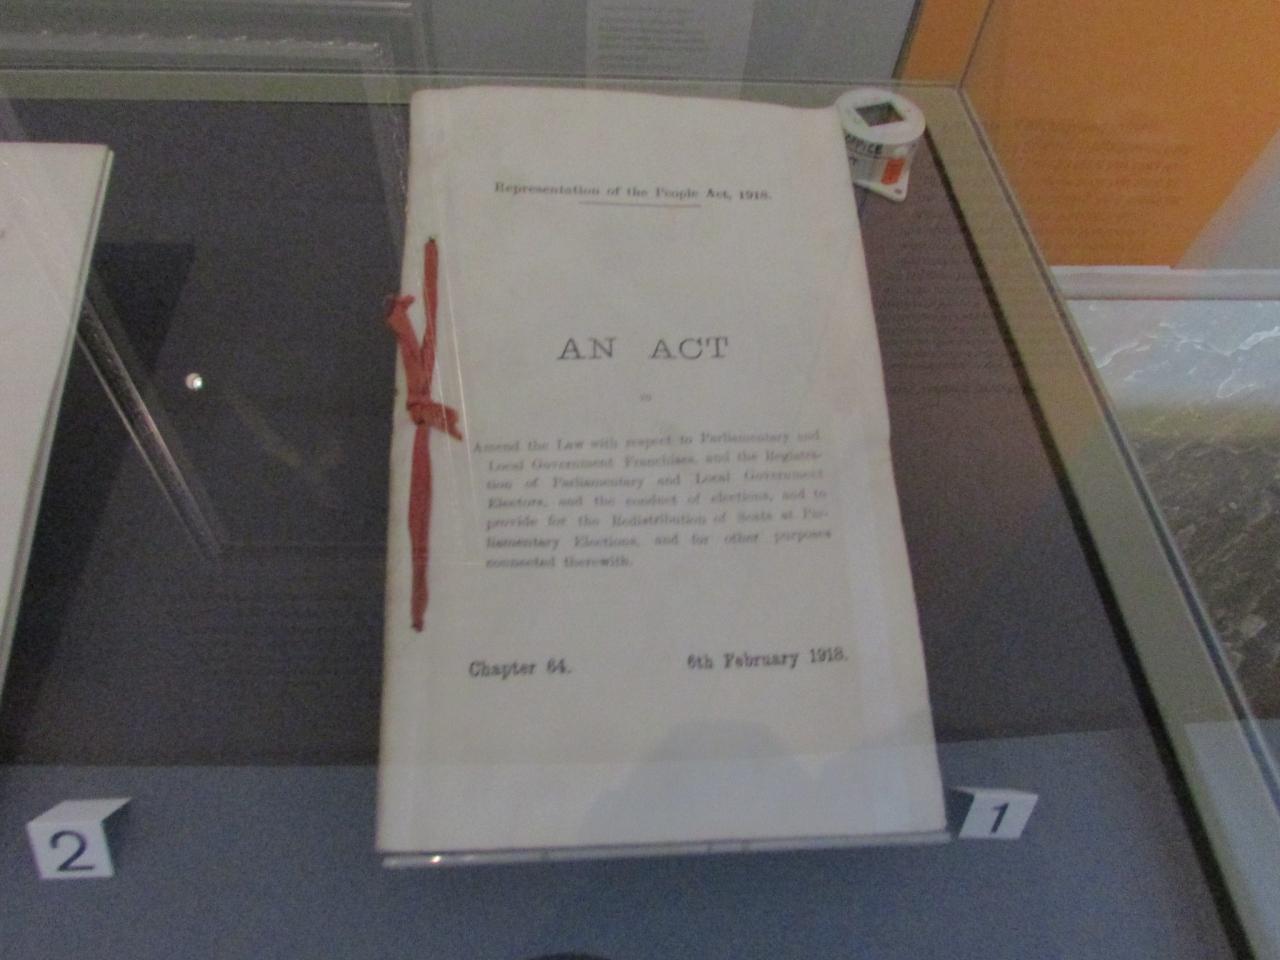 Representation of the People Act, 1918.
AN ACT
TO
Amend the Law with respect to Parliamentary and
Local Government Franchises, and the Registra-
tion of Parliamentary and Local Government
Electors, and the conduct of elections, and to
provide for the Redistribution of Seats at Par-
liamentary Elections, and for other purposes
connected therewith.
Chapter 64.
6th February 1918.
OFFICE
2
1